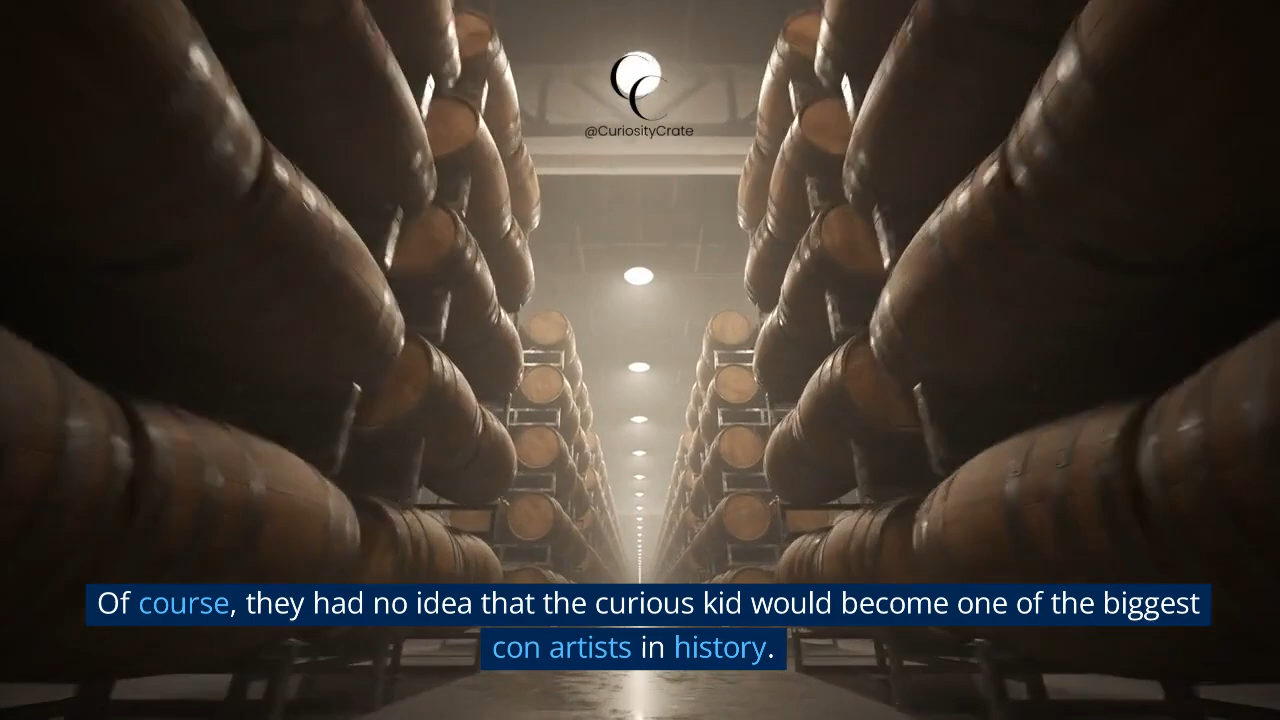 @CuriosityCrate
Of course, they had no idea that the curious kid would become one of the biggest
con artists in history.